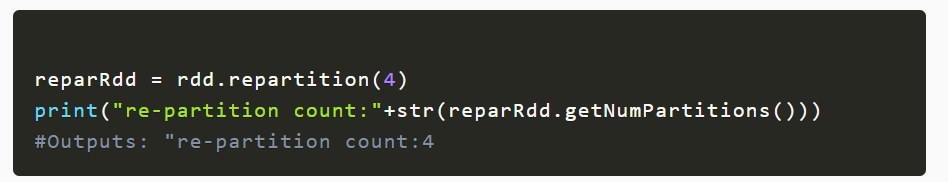 reparRdd = rdd.repartition(4)
print("re-partition count:"+str(reparRdd.getNumPartitions()))
#Outputs: "re-partition count:4